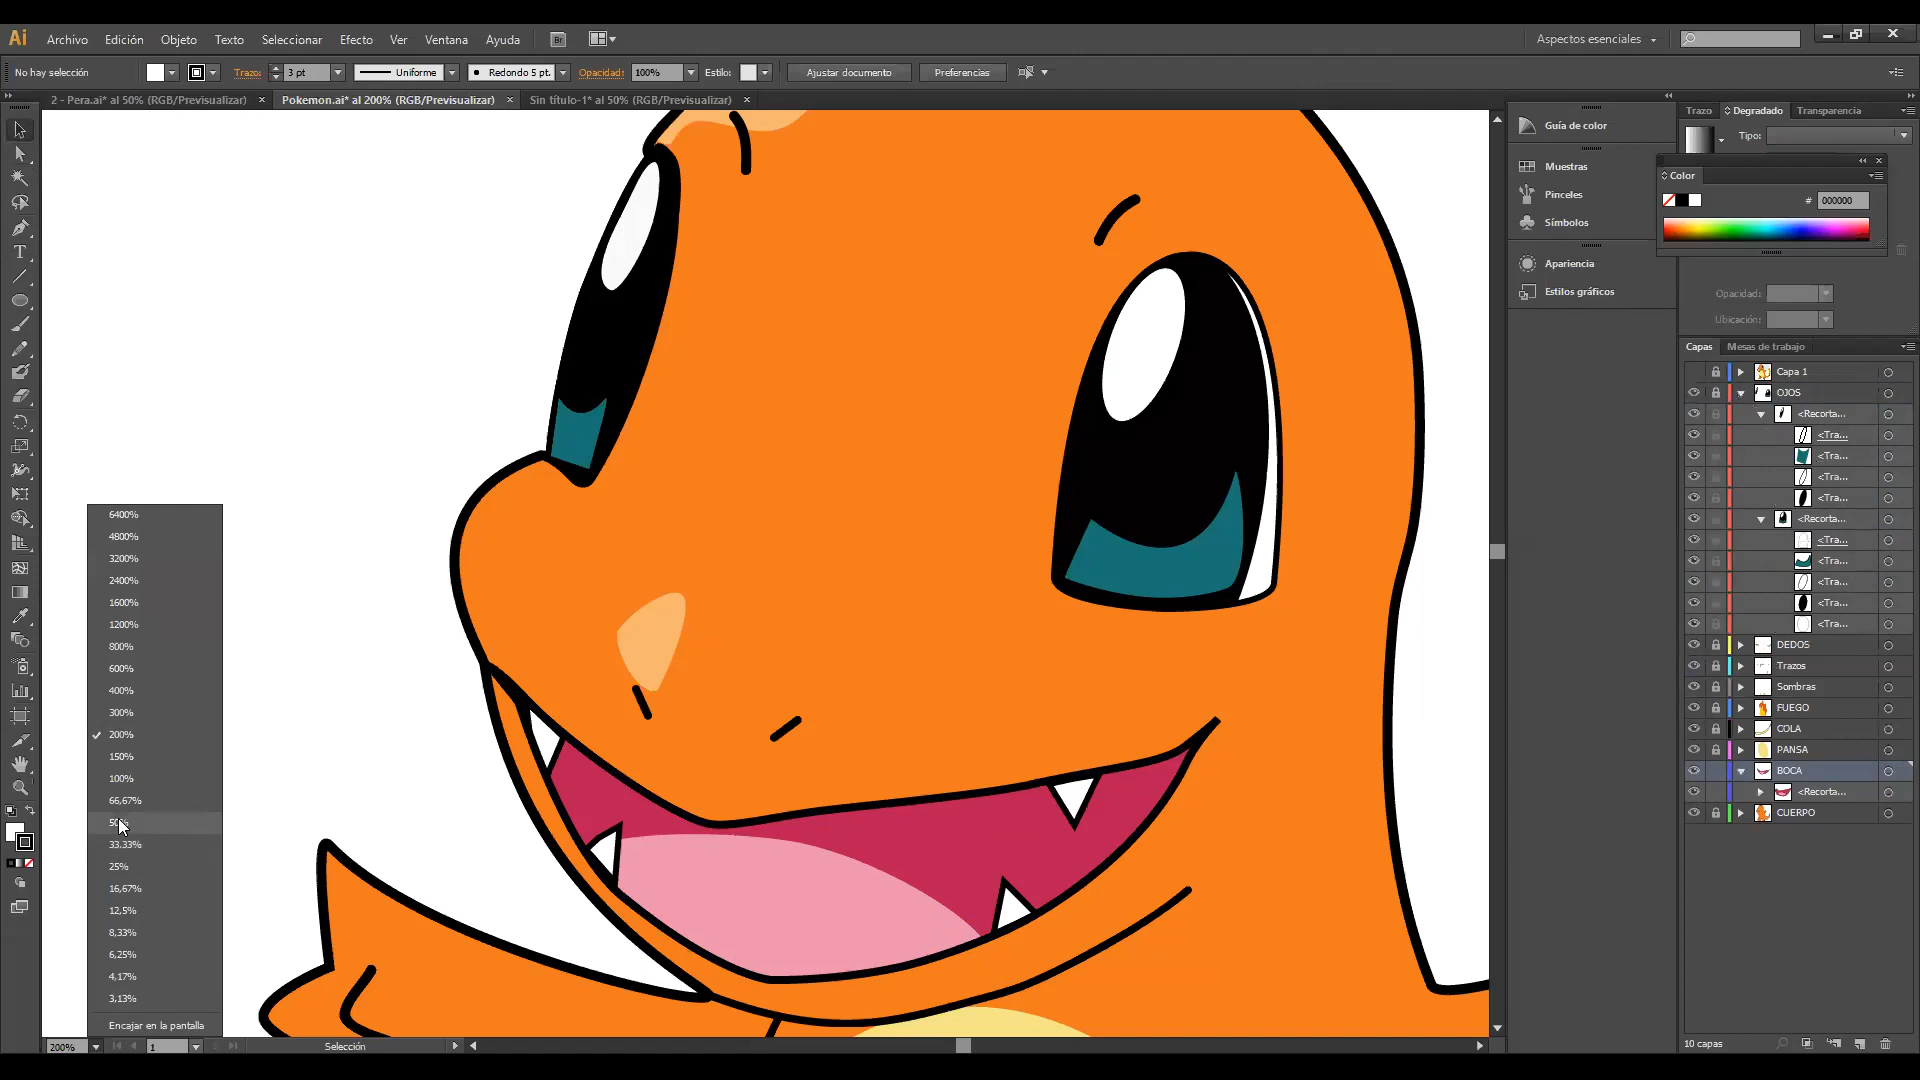 Ai Archivo Edición Objeto Texto Seleccionar Efecto Ver Ventana Ayuda Br Aspectos esenciales
No hay selección Trazo: 3 pt Uniforme Redondo 5 pt. Opacidad: 100% Estilo: Ajustar documento Preferencias
2 - Pera.ai* al 50% (RGB/Previsualizar) Pokemon.ai* al 200% (RGB/Previsualizar) Sin título-1* al 50% (RGB/Previsualizar)
Guía de color
Muestras
Pinceles
Símbolos
Apariencia
Estilos gráficos
Trazo Degradado Transparencia
Tipo:
Color
# 000000
Opacidad:
Ubicación:
Capas Mesas de trabajo
Capa 1
OJOS
<Recorta...
<Tra...
<Tra...
<Tra...
<Tra...
<Recorta...
<Tra...
<Tra...
<Tra...
<Tra...
<Tra...
DEDOS
Trazos
Sombras
FUEGO
COLA
PANSA
BOCA
<Recorta...
CUERPO
10 capas
6400%
4800%
3200%
2400%
1600%
1200%
800%
600%
400%
300%
200%
150%
100%
66,67%
50%
33,33%
25%
16,67%
12,5%
8,33%
6,25%
4,17%
3,13%
Encajar en la pantalla
200% 1 Selección